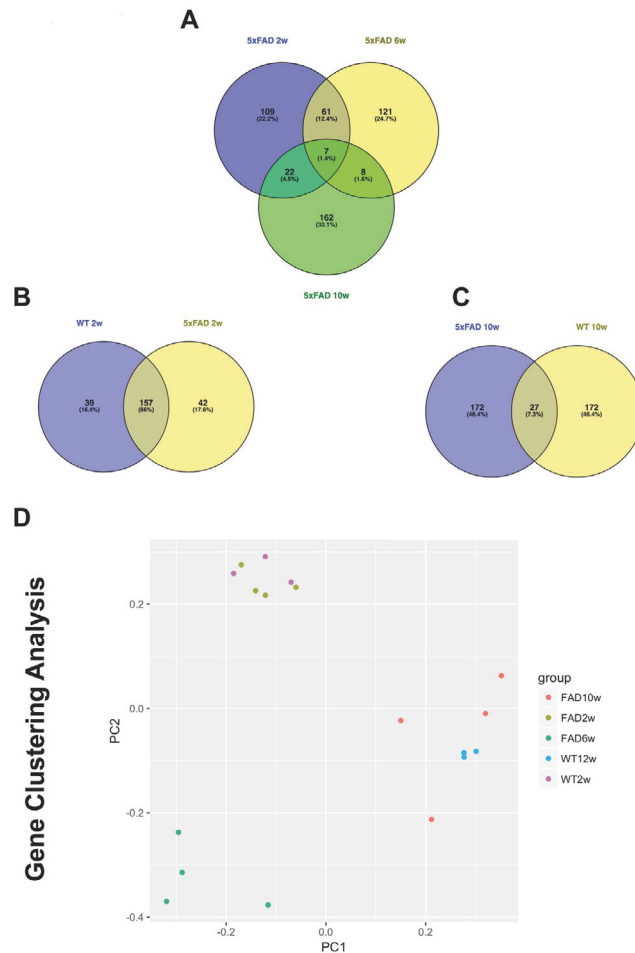 A
5xFAD 2w
5xFAD 6w
109
(22.2%)
61
(12.4%)
121
(24.7%)
7
(1.4%)
22
(4.5%)
8
(1.6%)
162
(33.1%)
5xFAD 10w
B
WT 2w
5xFAD 2w
39
(16.4%)
157
(66%)
42
(17.6%)
C
5xFAD 10w
WT 10w
172
(46.4%)
27
(7.3%)
172
(46.4%)
D
Gene Clustering Analysis
PC2
0.2
0.0
-0.2
-0.4
-0.2
0.0
0.2
PC1
group
FAD10w
FAD2w
FAD6w
WT12w
WT2w